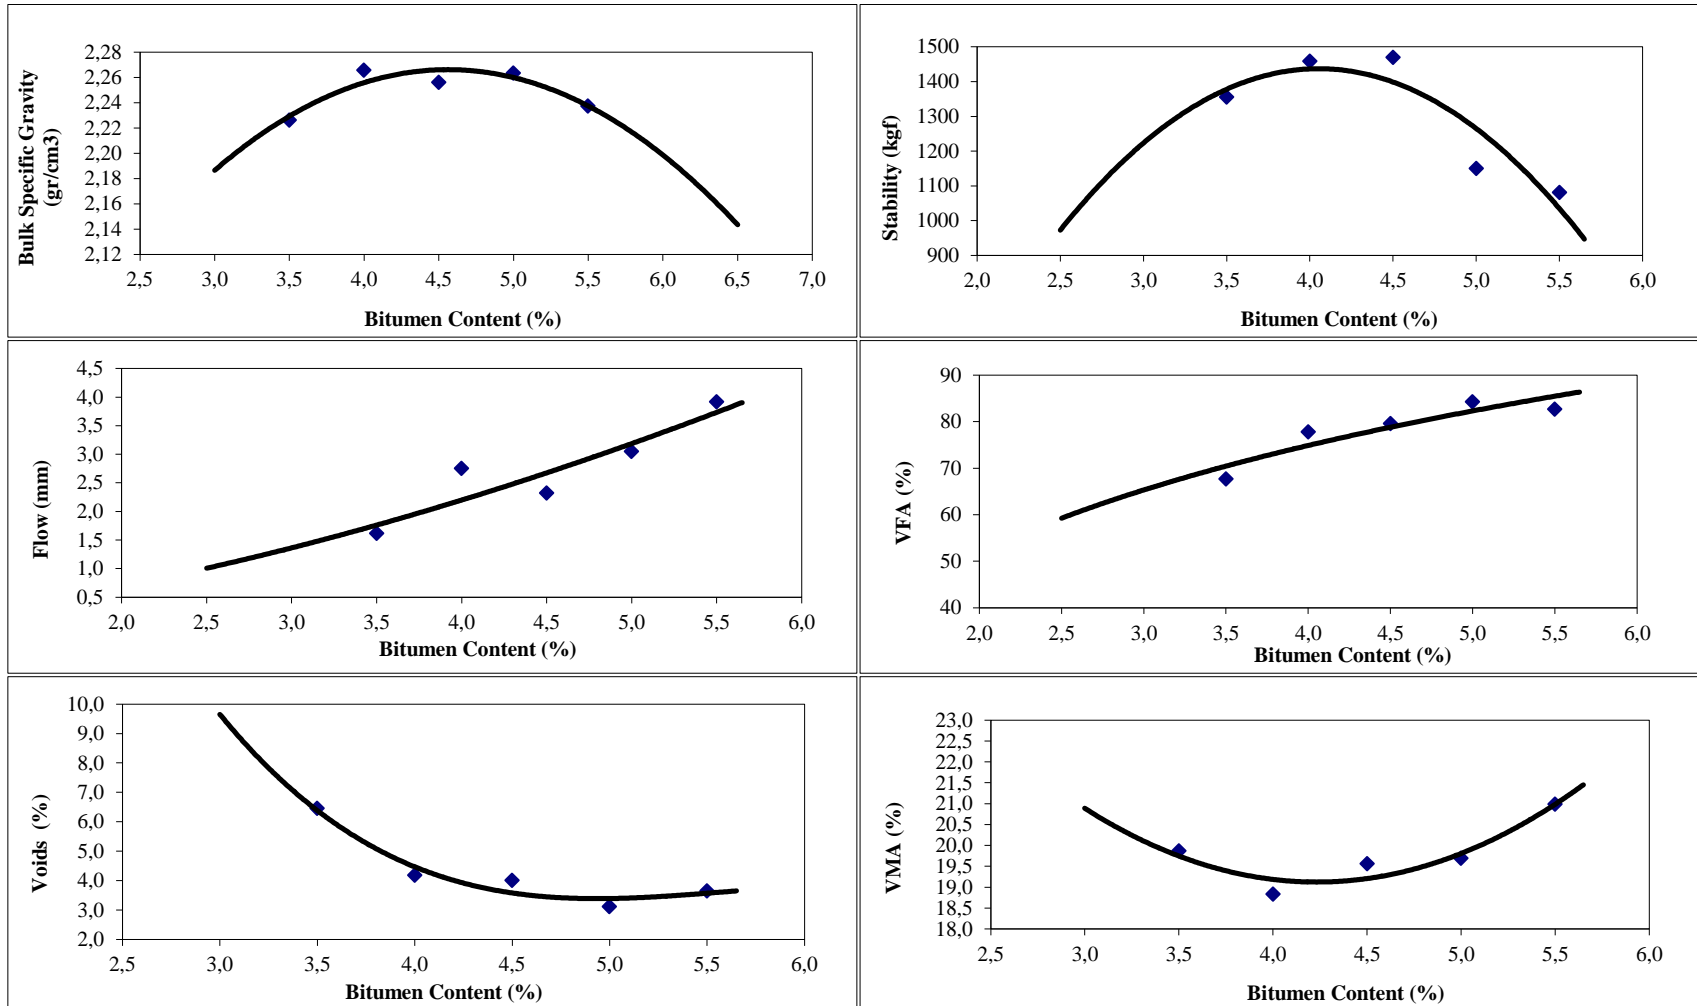 Bulk Specific Gravity
(gr/cm3)
2,28
2,26
2,24
2,22
2,20
2,18
2,16
2,14
2,12
2,5 3,0 3,5 4,0 4,5 5,0 5,5 6,0 6,5 7,0
Bitumen Content (%)
Stability (kgf)
1500
1400
1300
1200
1100
1000
900
2,0 2,5 3,0 3,5 4,0 4,5 5,0 5,5 6,0
Bitumen Content (%)
Flow (mm)
4,5
4,0
3,5
3,0
2,5
2,0
1,5
1,0
0,5
2,0 2,5 3,0 3,5 4,0 4,5 5,0 5,5 6,0
Bitumen Content (%)
VFA (%)
90
80
70
60
50
40
2,0 2,5 3,0 3,5 4,0 4,5 5,0 5,5 6,0
Bitumen Content (%)
Voids (%)
10,0
9,0
8,0
7,0
6,0
5,0
4,0
3,0
2,0
2,5 3,0 3,5 4,0 4,5 5,0 5,5 6,0
Bitumen Content (%)
VMA (%)
23,0
22,5
22,0
21,5
21,0
20,5
20,0
19,5
19,0
18,5
18,0
2,5 3,0 3,5 4,0 4,5 5,0 5,5 6,0
Bitumen Content (%)